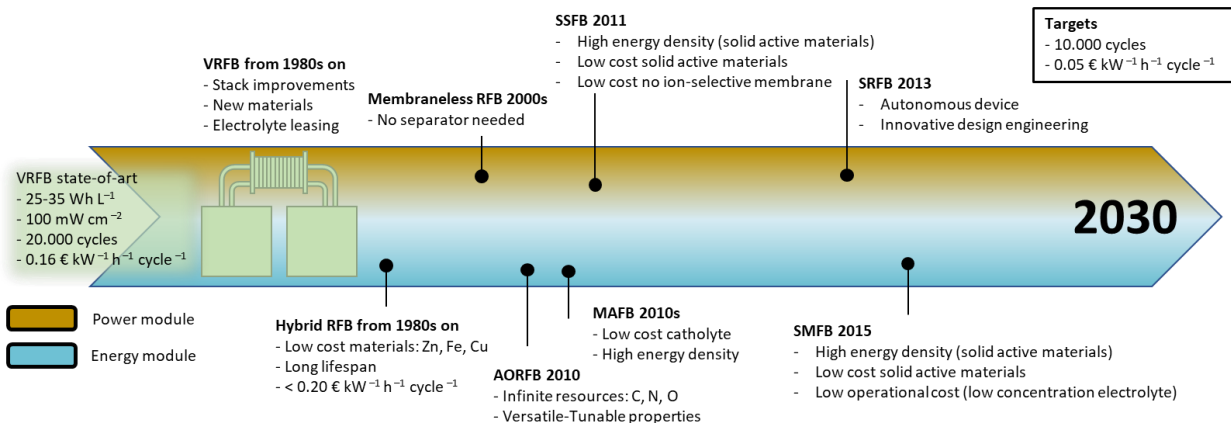 SSFB 2011
- High energy density (solid active materials)
- Low cost solid active materials
- Low cost no ion-selective membrane
Targets
- 10.000 cycles
- 0.05 € kW⁻¹ h⁻¹ cycle⁻¹
VRFB from 1980s on
- Stack improvements
- New materials
- Electrolyte leasing
Membraneless RFB 2000s
- No separator needed
SRFB 2013
- Autonomous device
- Innovative design engineering
VRFB state-of-art
- 25-35 Wh L⁻¹
- 100 mW cm⁻²
- 20.000 cycles
- 0.16 € kW⁻¹ h⁻¹ cycle⁻¹
2030
Power module
Energy module
Hybrid RFB from 1980s on
- Low cost materials: Zn, Fe, Cu
- Long lifespan
- < 0.20 € kW⁻¹ h⁻¹ cycle⁻¹
AORFB 2010
- Infinite resources: C, N, O
- Versatile-Tunable properties
MAFB 2010s
- Low cost catholyte
- High energy density
SMFB 2015
- High energy density (solid active materials)
- Low cost solid active materials
- Low operational cost (low concentration electrolyte)